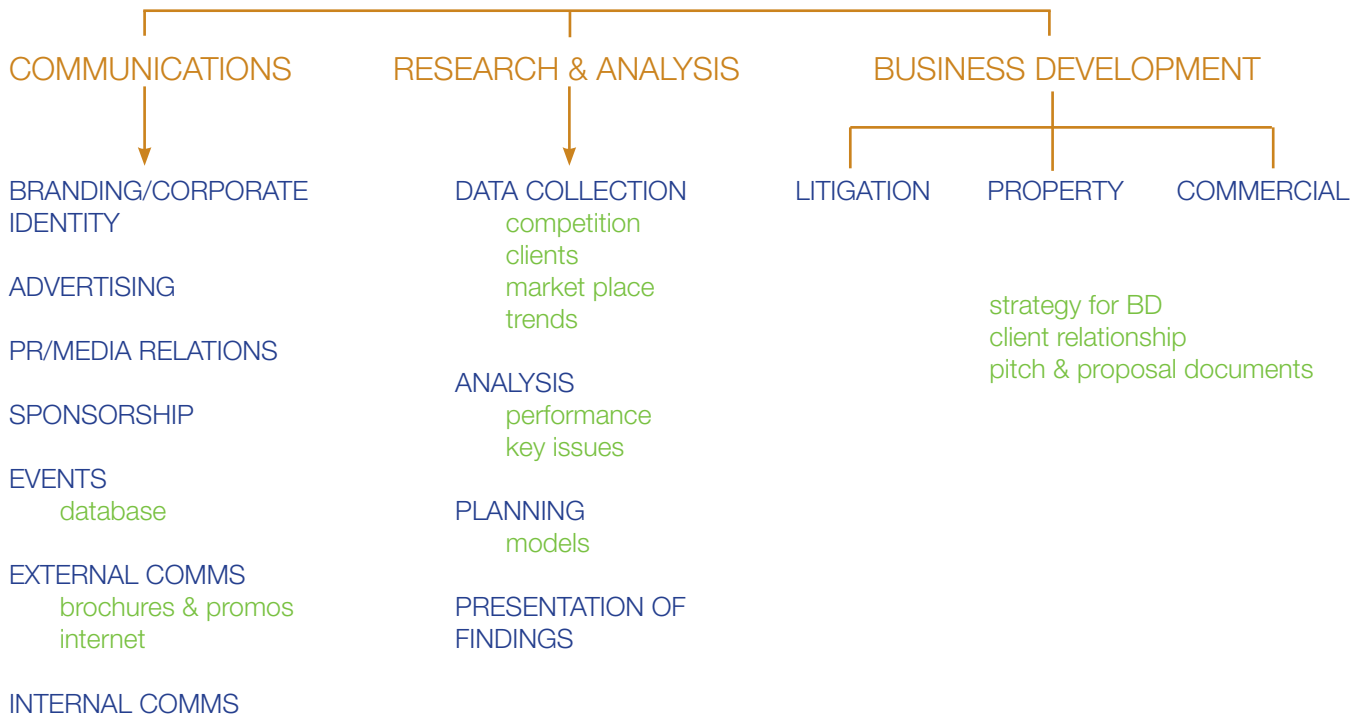 COMMUNICATIONS
BRANDING/CORPORATE
IDENTITY
ADVERTISING
PR/MEDIA RELATIONS
SPONSORSHIP
EVENTS
database
EXTERNAL COMMS
brochures & promos
internet
INTERNAL COMMS
RESEARCH & ANALYSIS
DATA COLLECTION
competition
clients
market place
trends
ANALYSIS
performance
key issues
PLANNING
models
PRESENTATION OF
FINDINGS
BUSINESS DEVELOPMENT
LITIGATION
PROPERTY
COMMERCIAL
strategy for BD
client relationship
pitch & proposal documents